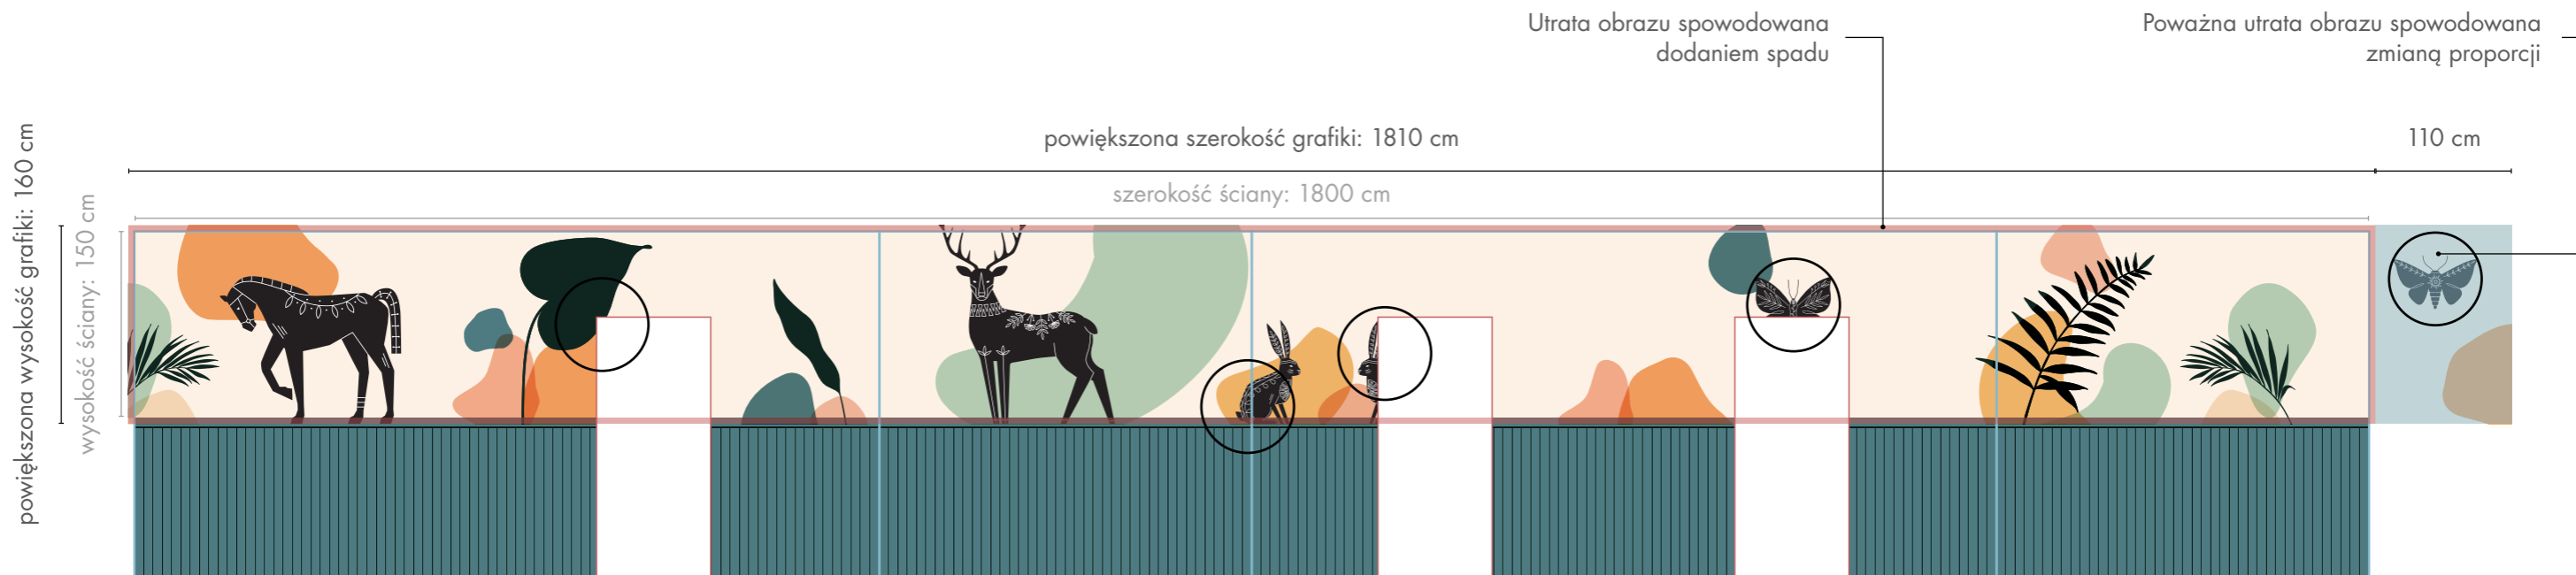 Utrata obrazu spowodowana
dodaniem spadu
Poważna utrata obrazu spowodowana
zmianą proporcji
powiększona szerokość grafiki: 1810 cm
110 cm
szerokość ściany: 1800 cm
powiększona wysokość grafiki: 160 cm
wysokość ściany: 150 cm